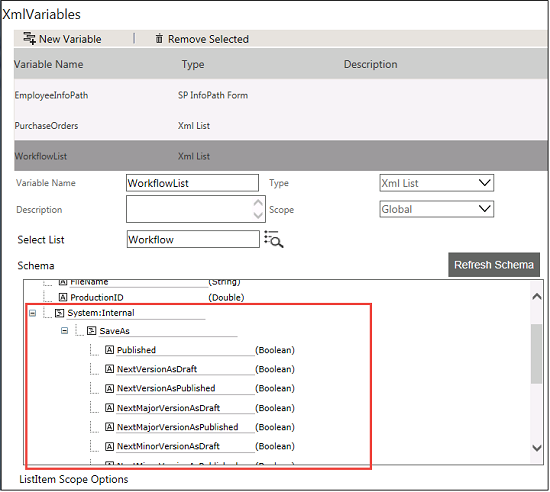 XmlVariables
New Variable | Remove Selected
Variable Name Type Description
EmployeeInfoPath SP InfoPath Form
PurchaseOrders Xml List
WorkflowList Xml List
Variable Name WorkflowList Type Xml List
Description Scope Global
Select List Workflow
Schema Refresh Schema
FileName (String)
ProductionID (Double)
System:Internal
SaveAs
Published (Boolean)
NextVersionAsDraft (Boolean)
NextVersionAsPublished (Boolean)
NextMajorVersionAsDraft (Boolean)
NextMajorVersionAsPublished (Boolean)
NextMinorVersionAsDraft (Boolean)
NextMinorVersionAsPublished (Boolean)
ListItem Scope Options